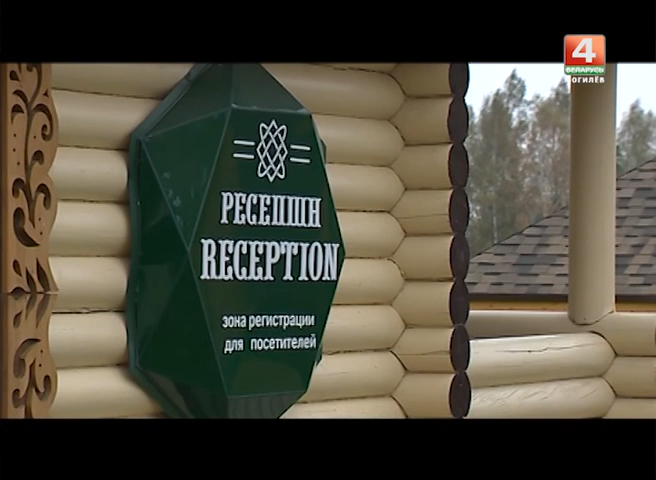 4
БЕЛАРУСЬ
МОГИЛЁВ
РЕСЕПШН
RECEPTION
зона регистрации
для посетителей